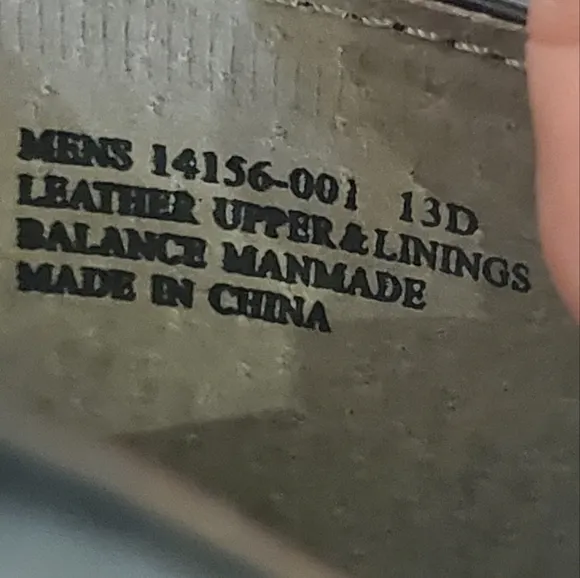 MENS 14156-001 13D
LEATHER UPPER & LININGS
BALANCE MANMADE
MADE IN CHINA